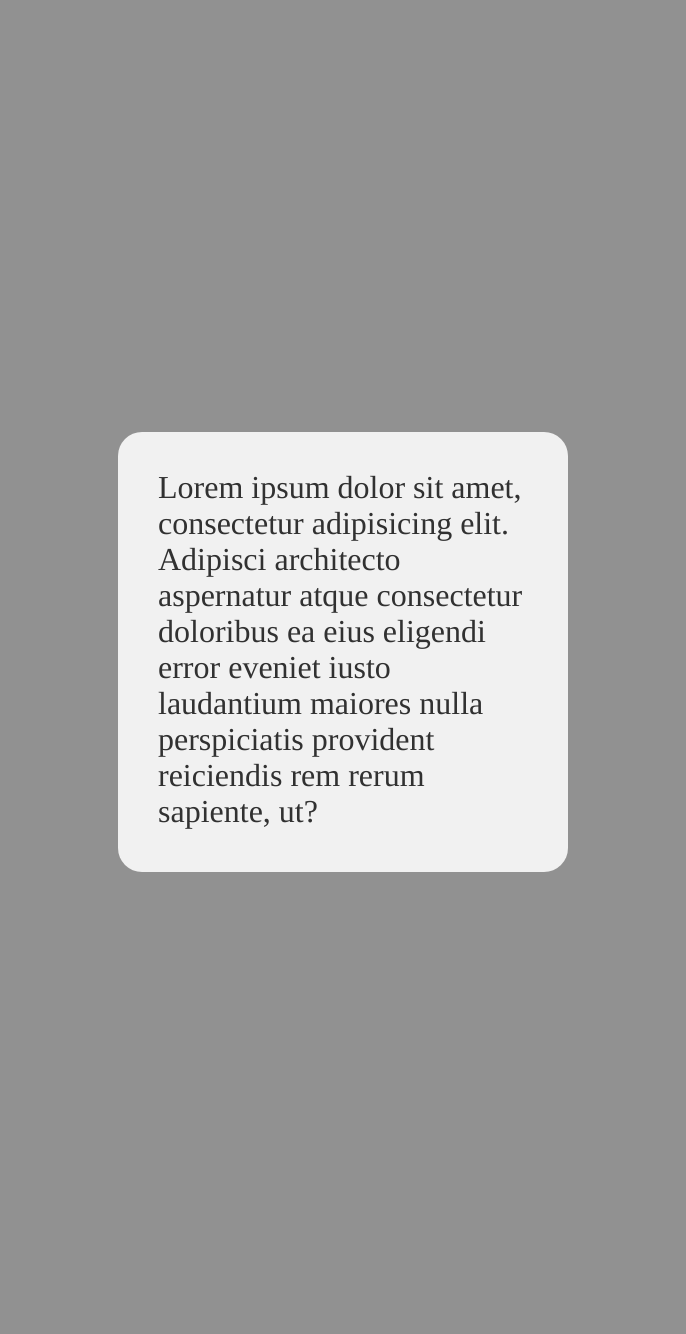 Lorem ipsum dolor sit amet,
consectetur adipisicing elit.
Adipisci architecto
aspernatur atque consectetur
doloribus ea eius eligendi
error eveniet iusto
laudantium maiores nulla
perspiciatis provident
reiciendis rem rerum
sapiente, ut?